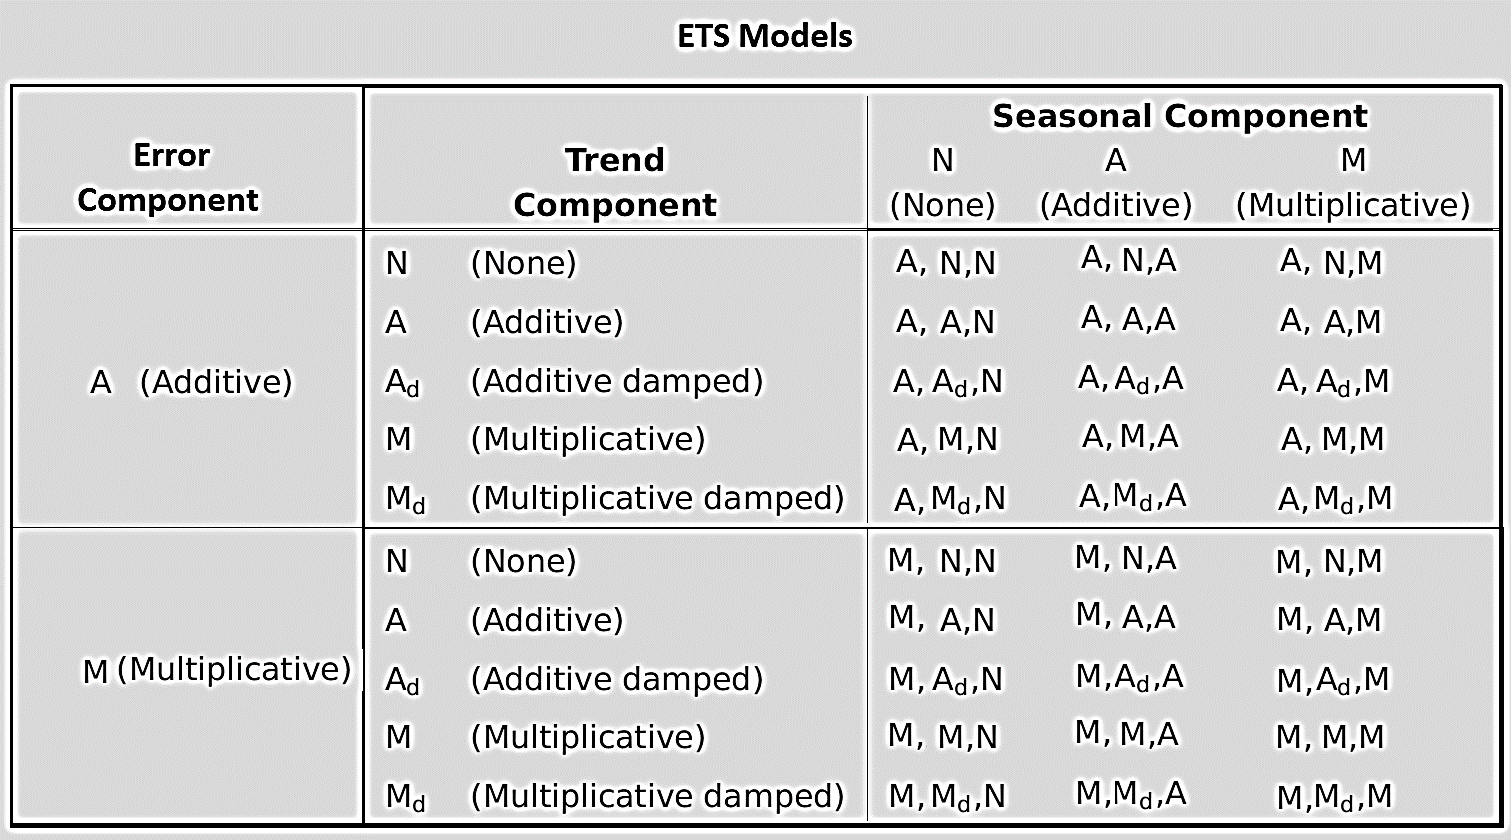 ETS Models
Error Component
Trend Component
Seasonal Component
N (None) A (Additive) M (Multiplicative)
A (Additive)
N (None) A, N,N A, N,A A, N,M
A (Additive) A, A,N A, A,A A, A,M
Ad (Additive damped) A, Ad,N A, Ad,A A, Ad,M
M (Multiplicative) A, M,N A, M,A A, M,M
Md (Multiplicative damped) A, Md,N A,Md,A A,Md,M
M (Multiplicative)
N (None) M, N,N M, N,A M, N,M
A (Additive) M, A,N M, A,A M, A,M
Ad (Additive damped) M,Ad,N M,Ad,A M,Ad,M
M (Multiplicative) M, M,N M, M,A M, M,M
Md (Multiplicative damped) M,Md,N M,Md,A M,Md,M